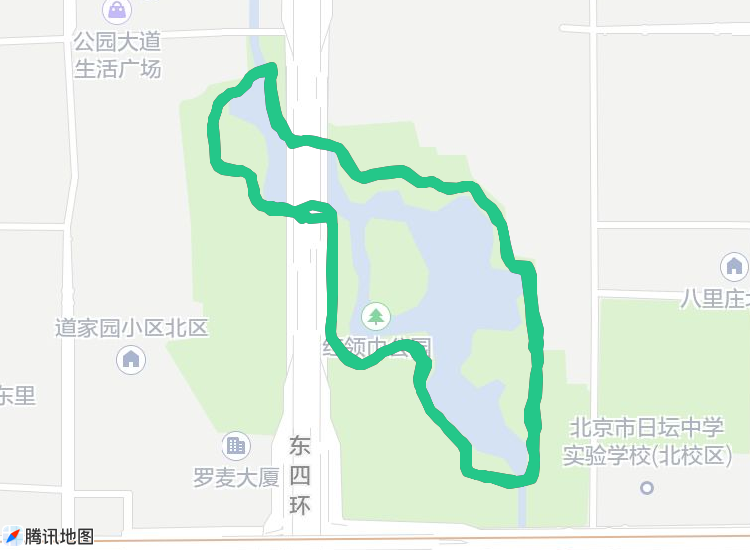 公园大道
生活广场
八里庄北
道家园小区北区
红领巾公园
东里
北京市日坛中学
实验学校(北校区)
罗麦大厦
东
四
环
腾讯地图